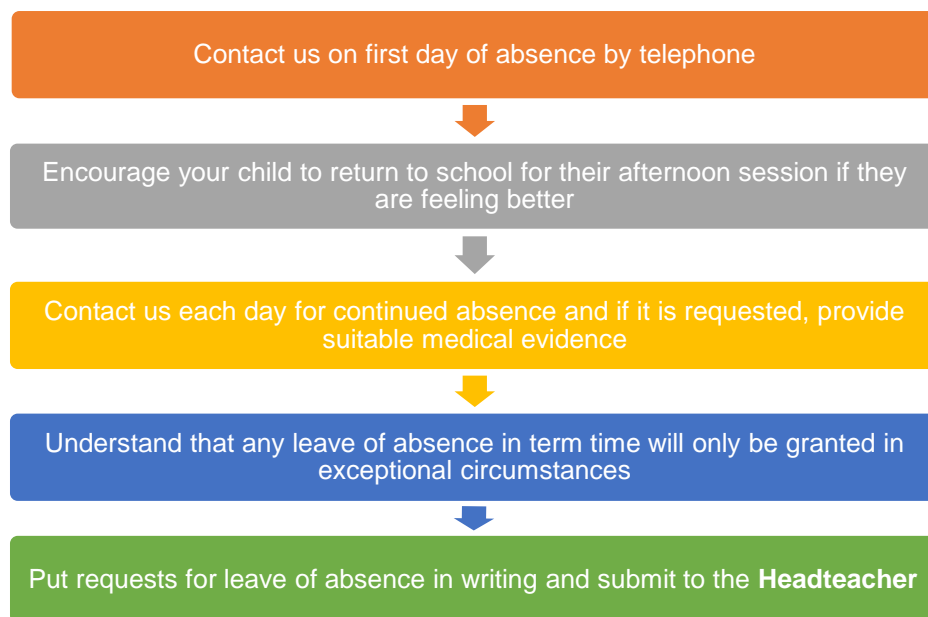 Contact us on first day of absence by telephone
Encourage your child to return to school for their afternoon session if they
are feeling better
Contact us each day for continued absence and if it is requested, provide
suitable medical evidence
Understand that any leave of absence in term time will only be granted in
exceptional circumstances
Put requests for leave of absence in writing and submit to the Headteacher